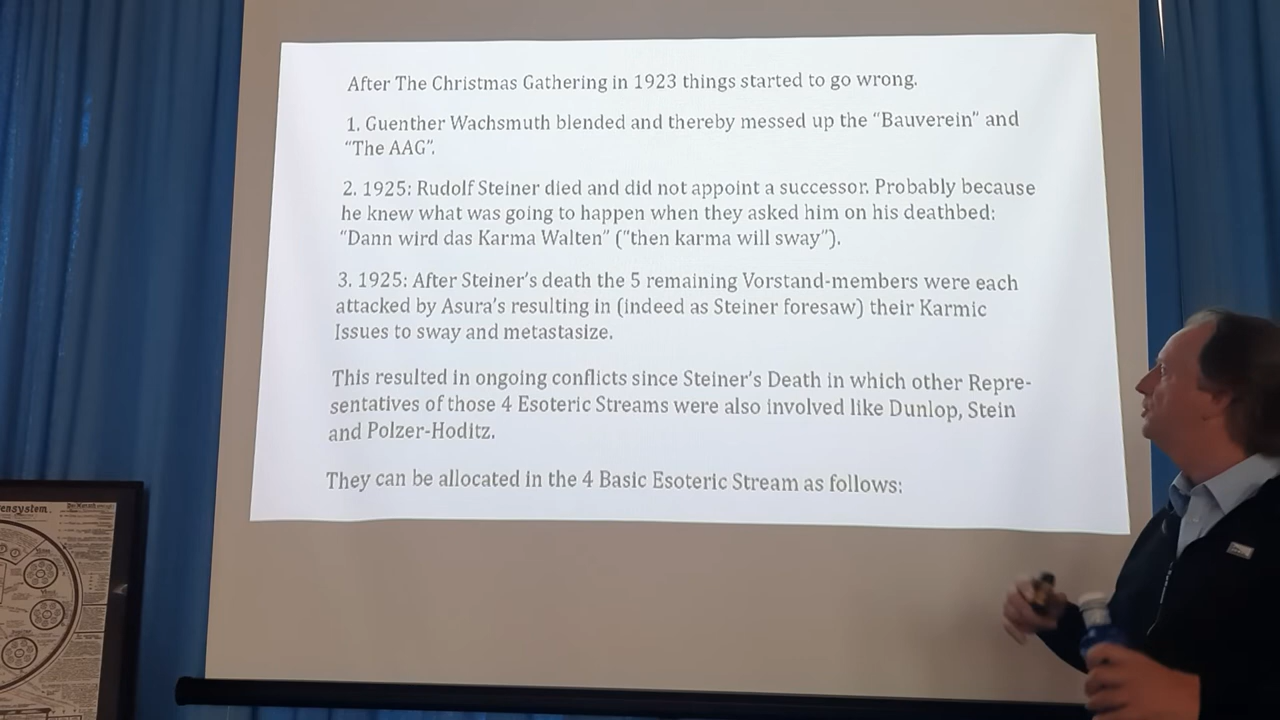 After The Christmas Gathering in 1923 things started to go wrong.
1. Guenther Wachsmuth blended and thereby messed up the “Bauverein” and
“The AAG”.
2. 1925: Rudolf Steiner died and did not appoint a successor. Probably because
he knew what was going to happen when they asked him on his deathbed:
“Dann wird das Karma Walten” (“then karma will sway”).
3. 1925: After Steiner’s death the 5 remaining Vorstand-members were each
attacked by Asura’s resulting in (indeed as Steiner foresaw) their Karmic
Issues to sway and metastasize.
This resulted in ongoing conflicts since Steiner’s Death in which other Repre-
sentatives of those 4 Esoteric Streams were also involved like Dunlop, Stein
and Polzer-Hoditz.
They can be allocated in the 4 Basic Esoteric Stream as follows: